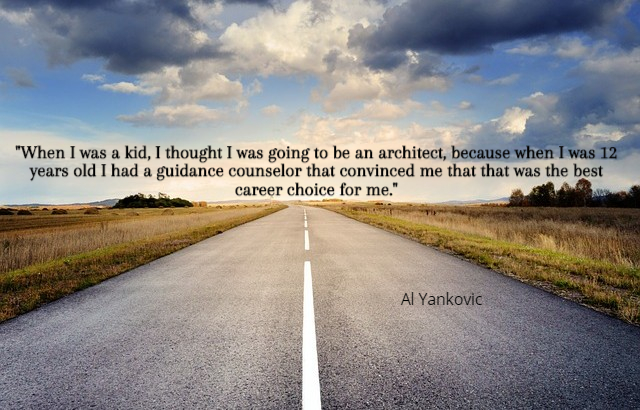 "When I was a kid, I thought I was going to be an architect, because when I was 12
years old I had a guidance counselor that convinced me that that was the best
career choice for me."
Al Yankovic